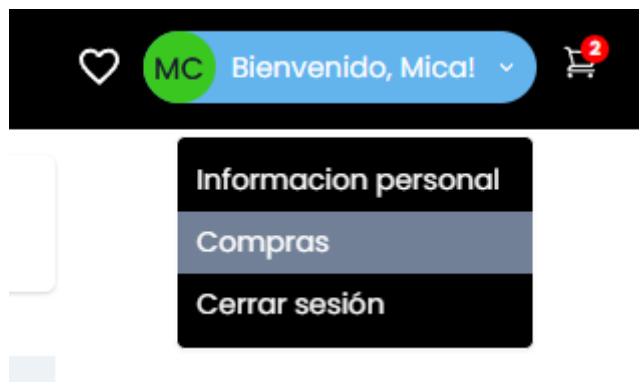 MC Bienvenido, Mica! 2
Informacion personal
Compras
Cerrar sesión